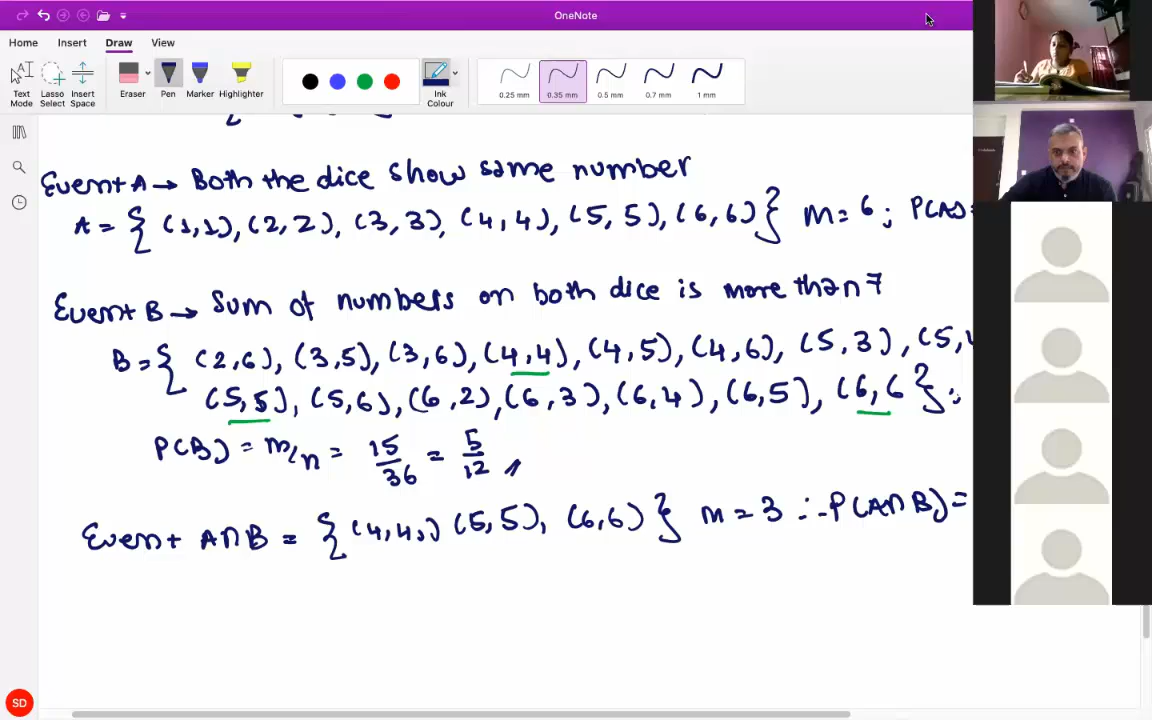 OneNote
Home Insert Draw View
Text Mode Lasso Select Insert Space Eraser Pen Marker Highlighter Ink Colour 0.25 mm 0.35 mm 0.5 mm 0.7 mm 1 mm
Event A → Both the dice show same number
A = { (1,1), (2,2), (3,3), (4,4), (5,5), (6,6) } m = 6 ; P(A) =
Event B → Sum of numbers on both dice is more than 7
B = { (2,6), (3,5), (3,6), (4,4), (4,5), (4,6), (5,3), (5,4
(5,5), (5,6), (6,2), (6,3), (6,4), (6,5), (6,6 } ;
P(B) = m/n = 15/36 = 5/12
Event A∩B = { (4,4,) (5,5), (6,6) } m = 3 ∴ P(A∩B) =
SD